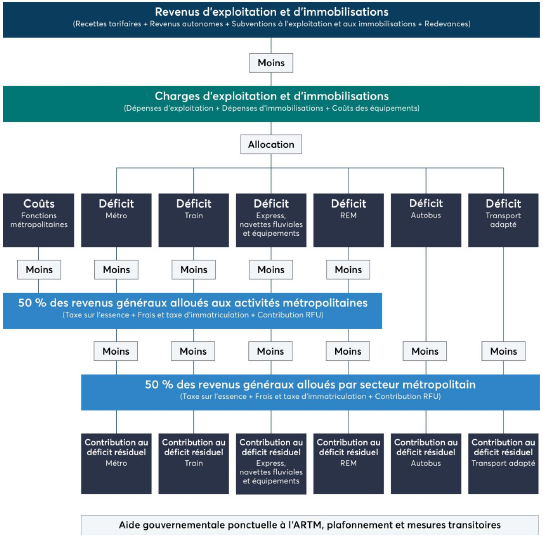 Revenus d'exploitation et d'immobilisations
(Recettes tarifaires + Revenus autonomes + Subventions à l'exploitation et aux immobilisations + Redevances)
Moins
Charges d'exploitation et d'immobilisations
(Dépenses d'exploitation + Dépenses d'immobilisations + Coûts des équipements)
Allocation
Coûts
Fonctions
métropolitaines
Déficit
Métro
Déficit
Train
Déficit
Express,
navettes fluviales
et équipements
Déficit
REM
Déficit
Autobus
Déficit
Transport
adapté
Moins
Moins
Moins
Moins
Moins
50 % des revenus généraux alloués aux activités métropolitaines
(Taxe sur l'essence + Frais et taxe d'immatriculation + Contribution RFU)
Moins
Moins
Moins
Moins
Moins
Moins
50 % des revenus généraux alloués par secteur métropolitain
(Taxe sur l'essence + Frais et taxe d'immatriculation + Contribution RFU)
Contribution au
déficit résiduel
Métro
Contribution au
déficit résiduel
Train
Contribution au
déficit résiduel
Express,
navettes fluviales
et équipements
Contribution au
déficit résiduel
REM
Contribution au
déficit résiduel
Autobus
Contribution au
déficit résiduel
Transport adapté
Aide gouvernementale ponctuelle à l'ARTM, plafonnement et mesures transitoires